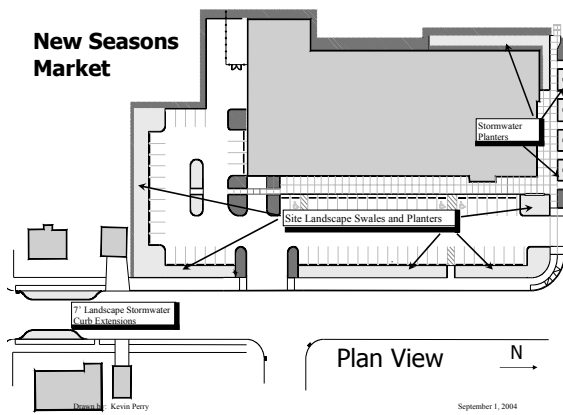 New Seasons
Market
Stormwater
Planters
Site Landscape Swales and Planters
7' Landscape Stormwater
Curb Extensions
Plan View
N
Drawn by: Kevin Perry
September 1, 2004